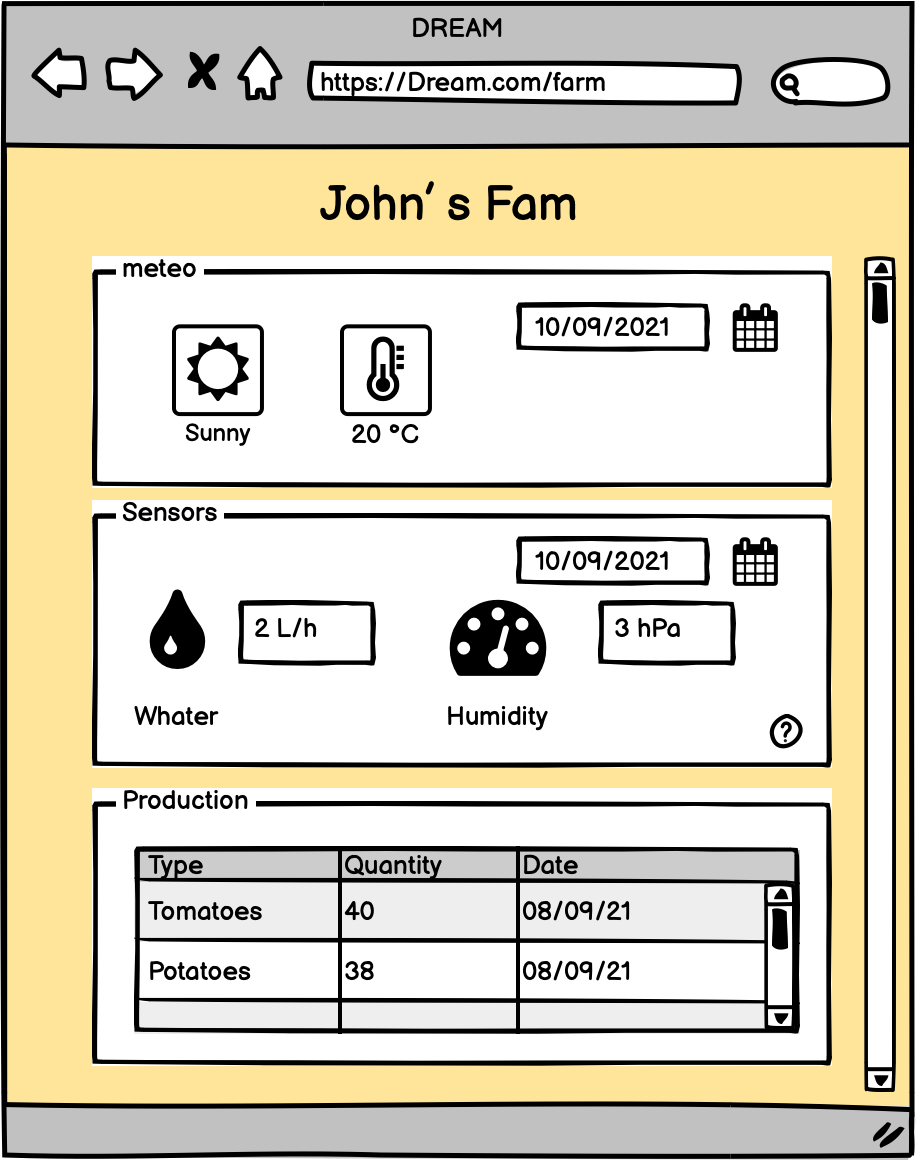 DREAM
https://Dream.com/farm
John's Fam
meteo
10/09/2021
Sunny
20 °C
Sensors
10/09/2021
2 L/h
3 hPa
Whater
Humidity
?
Production
Type Quantity Date
Tomatoes 40 08/09/21
Potatoes 38 08/09/21